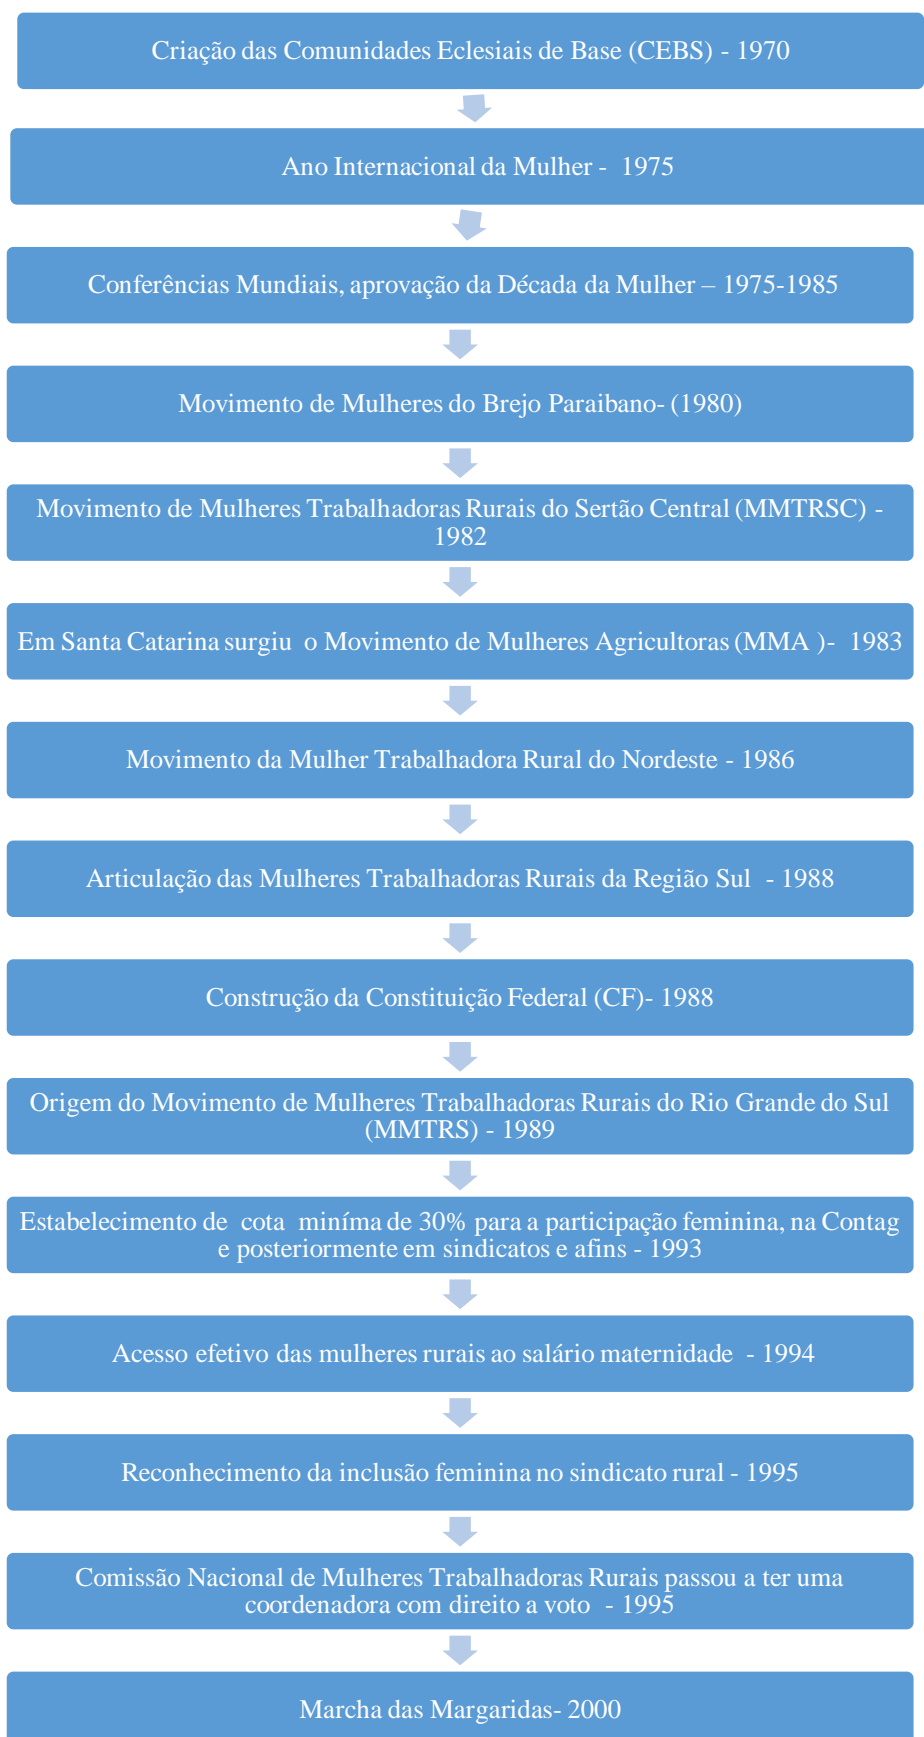 Criação das Comunidades Eclesiais de Base (CEBS) - 1970
Ano Internacional da Mulher - 1975
Conferências Mundiais, aprovação da Década da Mulher – 1975-1985
Movimento de Mulheres do Brejo Paraibano- (1980)
Movimento de Mulheres Trabalhadoras Rurais do Sertão Central (MMTRSC) -
1982
Em Santa Catarina surgiu o Movimento de Mulheres Agricultoras (MMA )- 1983
Movimento da Mulher Trabalhadora Rural do Nordeste - 1986
Articulação das Mulheres Trabalhadoras Rurais da Região Sul - 1988
Construção da Constituição Federal (CF)- 1988
Origem do Movimento de Mulheres Trabalhadoras Rurais do Rio Grande do Sul
(MMTRS) - 1989
Estabelecimento de cota miníma de 30% para a participação feminina, na Contag
e posteriormente em sindicatos e afins - 1993
Acesso efetivo das mulheres rurais ao salário maternidade - 1994
Reconhecimento da inclusão feminina no sindicato rural - 1995
Comissão Nacional de Mulheres Trabalhadoras Rurais passou a ter uma
coordenadora com direito a voto - 1995
Marcha das Margaridas- 2000